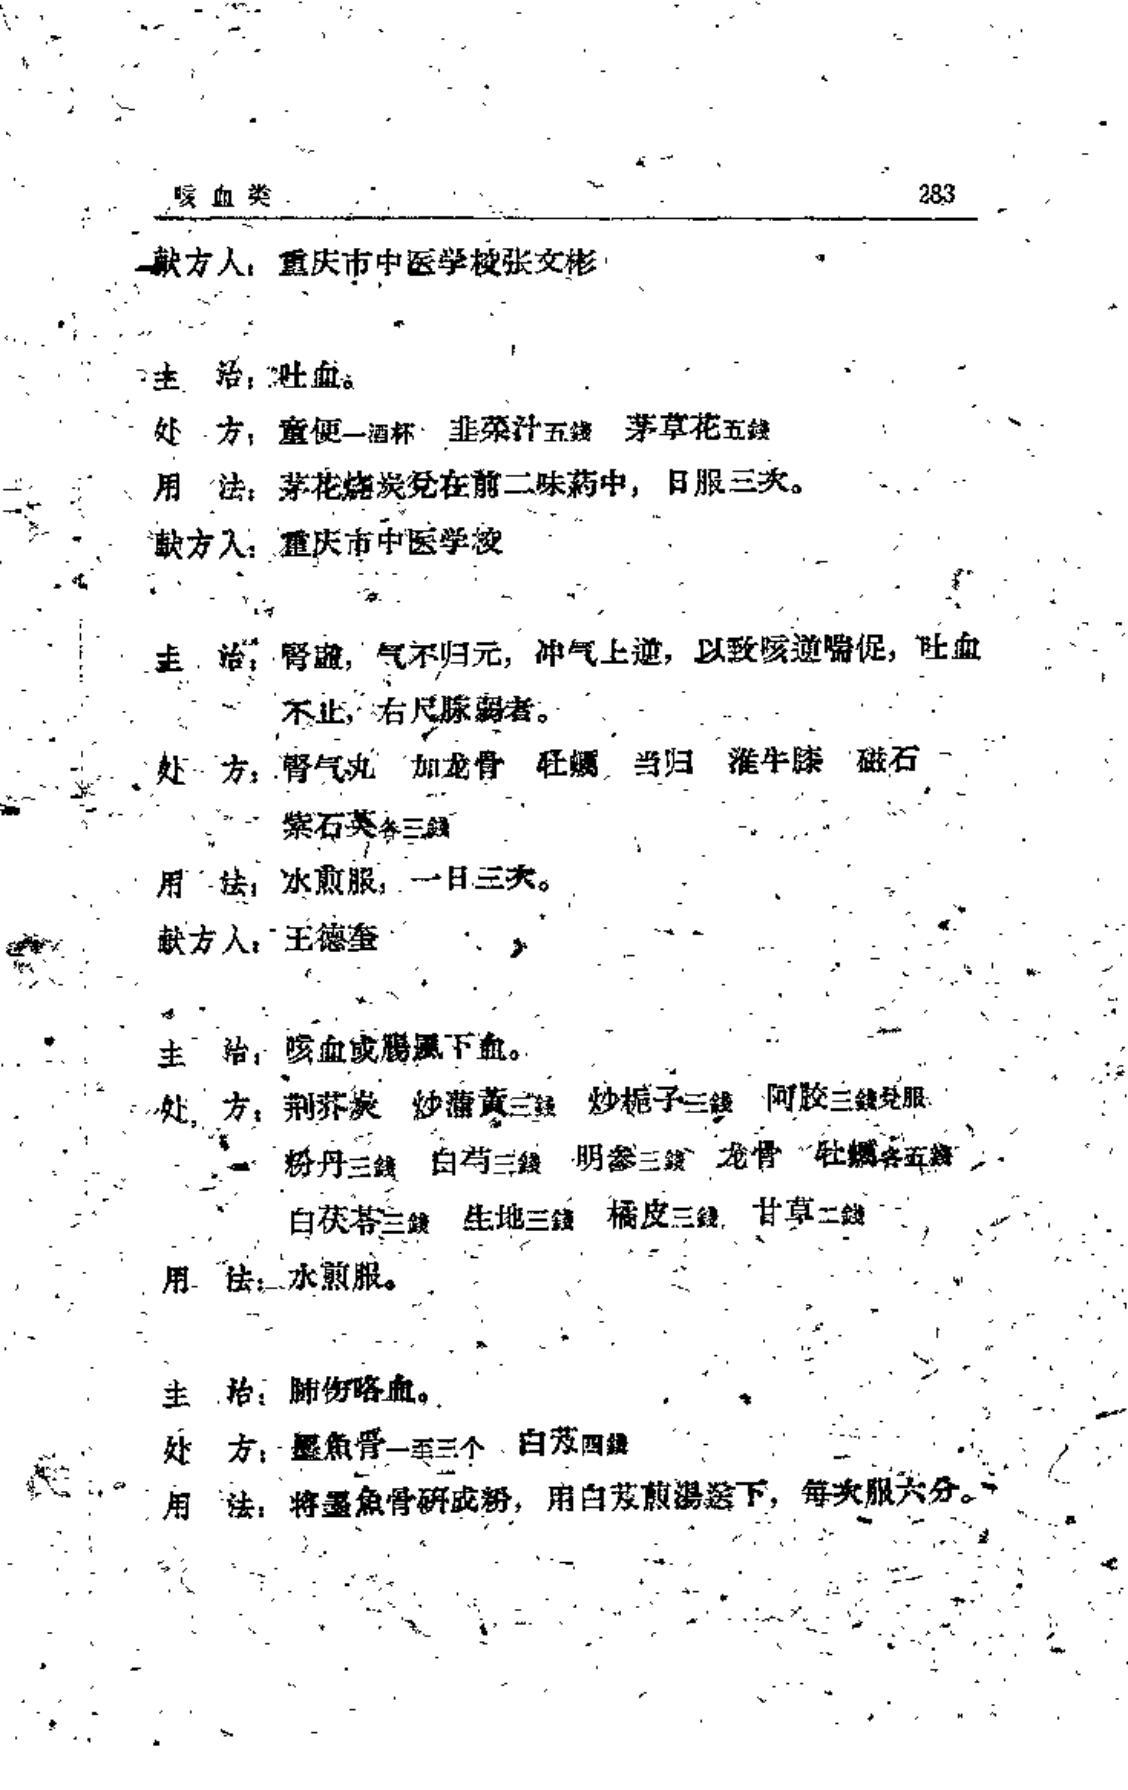 咳血类 283
献方人：重庆市中医学校张文彬
主　治：吐血。
处　方：童便一酒杯　韭菜汁五錢　茅草花五錢
用　法：茅花烧炭兑在前二味药中，日服三次。
献方人：重庆市中医学校
主　治：腎虛，气不归元，冲气上逆，以致咳逆喘促，吐血
不止，右尺脉弱者。
处　方：腎气丸　加龙骨　牡蠣　当归　淮牛膝　磁石
紫石英各三錢
用　法：水煎服，一日三次。
献方人：王德奎
主　治：咳血或腸風下血。
处　方：荆芥炭　炒蒲黃三錢　炒梔子三錢　阿胶三錢兑服
粉丹三錢　白芍三錢　明参三錢　龙骨　牡蠣各五錢
白茯苓三錢　生地三錢　橘皮三錢　甘草二錢
用　法：水煎服。
主　治：肺伤咯血。
处　方：墨魚骨一至三个　白芨四錢
用　法：将墨魚骨研成粉，用白芨煎湯送下，每次服六分。